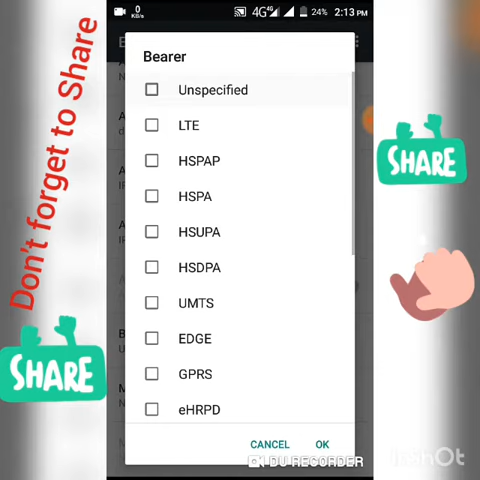 0
KB/s
4G
4G
24%
2:13 PM
Bearer
Unspecified
LTE
HSPAP
HSPA
HSUPA
HSDPA
UMTS
EDGE
GPRS
eHRPD
CANCEL
OK
DU RECORDER
Don't forget to Share
SHARE
SHARE
InShOt